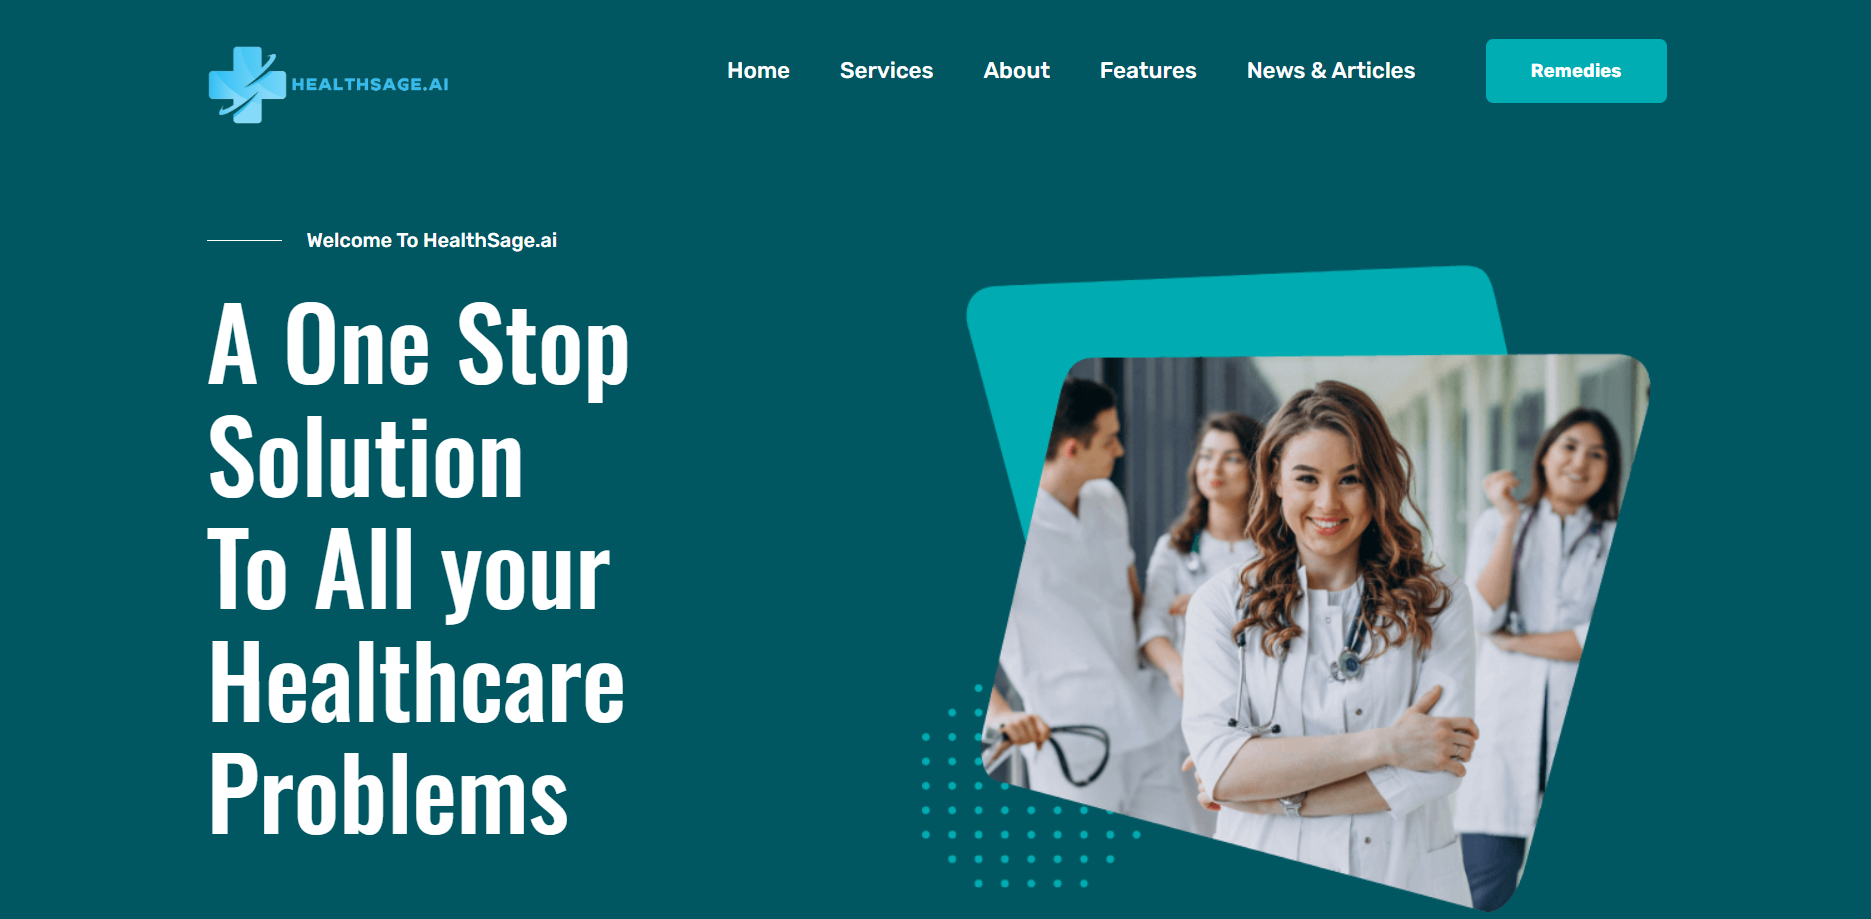 HEALTHSAGE.AI
Home Services About Features News & Articles Remedies
Welcome To HealthSage.ai
A One Stop
Solution
To All your
Healthcare
Problems